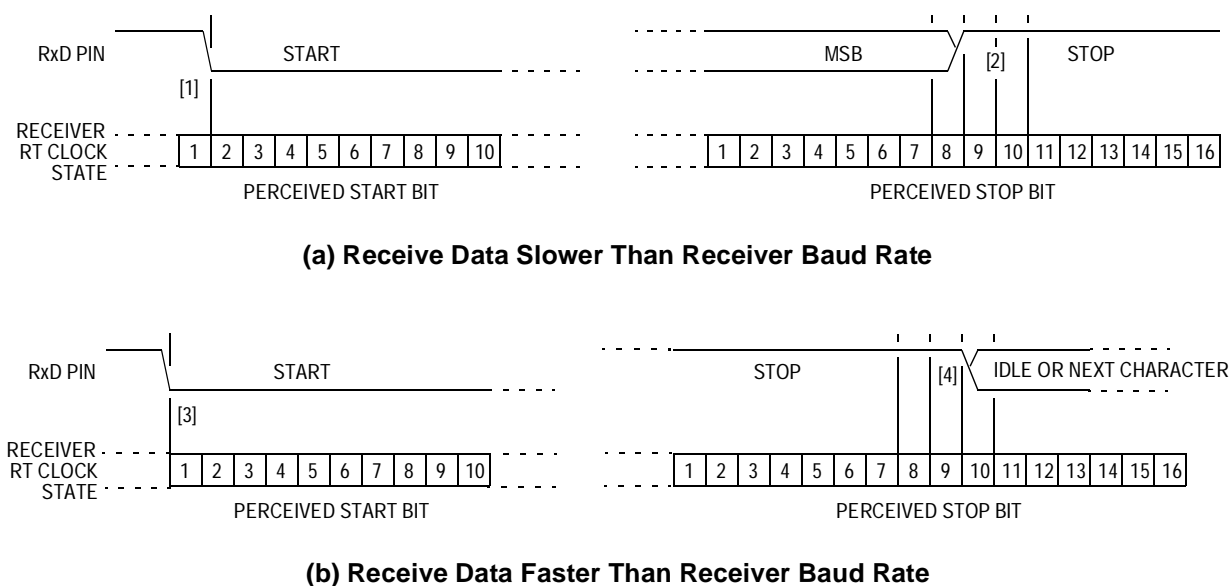 RxD PIN
START
MSB
[2]
STOP
[1]
RECEIVER
RT CLOCK
STATE
1 2 3 4 5 6 7 8 9 10
1 2 3 4 5 6 7 8 9 10 11 12 13 14 15 16
PERCEIVED START BIT
PERCEIVED STOP BIT
(a) Receive Data Slower Than Receiver Baud Rate
RxD PIN
START
STOP
[4]
IDLE OR NEXT CHARACTER
[3]
RECEIVER
RT CLOCK
STATE
1 2 3 4 5 6 7 8 9 10
1 2 3 4 5 6 7 8 9 10 11 12 13 14 15 16
PERCEIVED START BIT
PERCEIVED STOP BIT
(b) Receive Data Faster Than Receiver Baud Rate